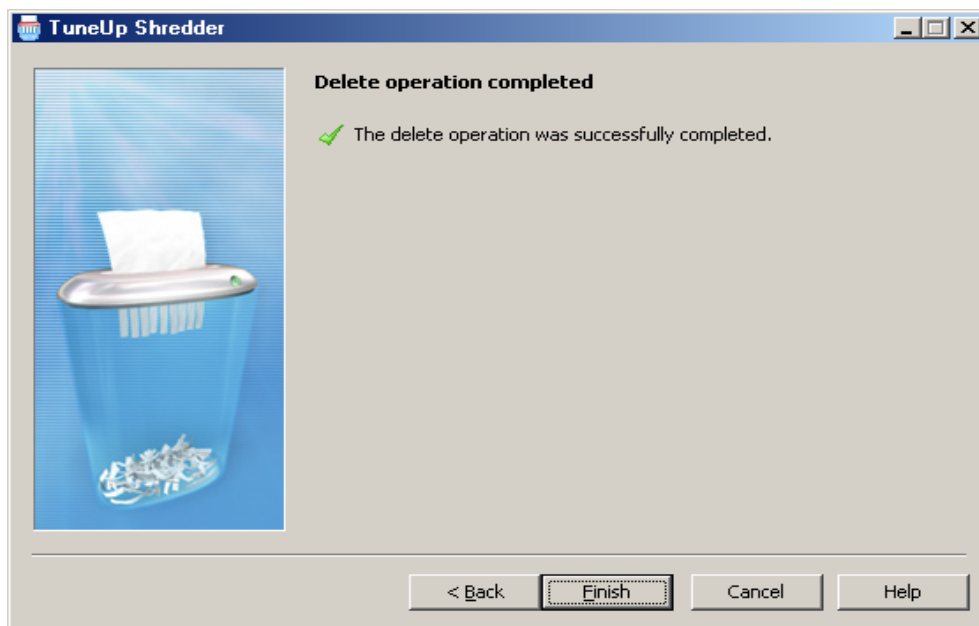 TuneUp Shredder
Delete operation completed
The delete operation was successfully completed.
< Back
Finish
Cancel
Help